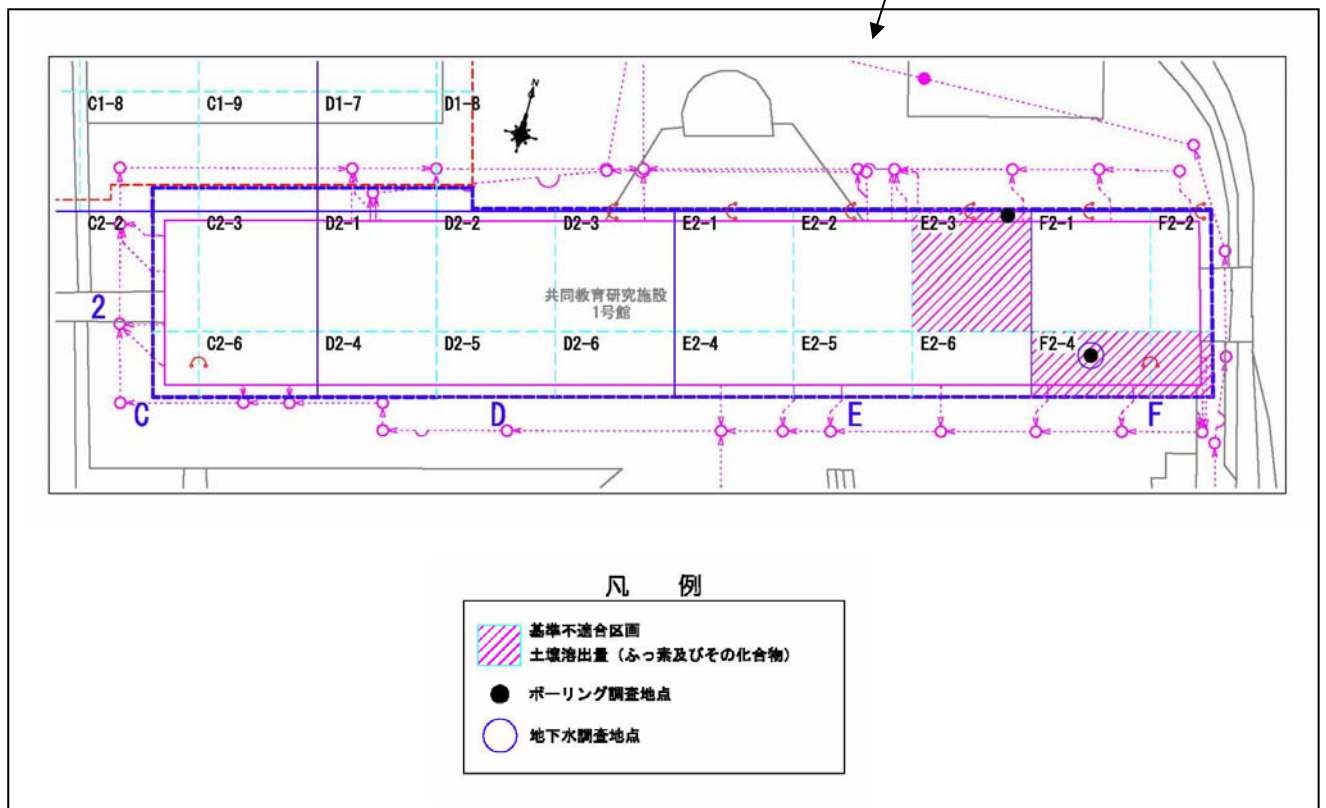 C1-8 C1-9 D1-7 D1-8
N
C2-2 C2-3 D2-1 D2-2 D2-3 E2-1 E2-2 E2-3 F2-1 F2-2
共同教育研究施設
1号館
2
C2-6 D2-4 D2-5 D2-6 E2-4 E2-5 E2-6 F2-4
C D E F
凡 例
基準不適合区画
土壌溶出量(ふっ素及びその化合物)
ボーリング調査地点
地下水調査地点